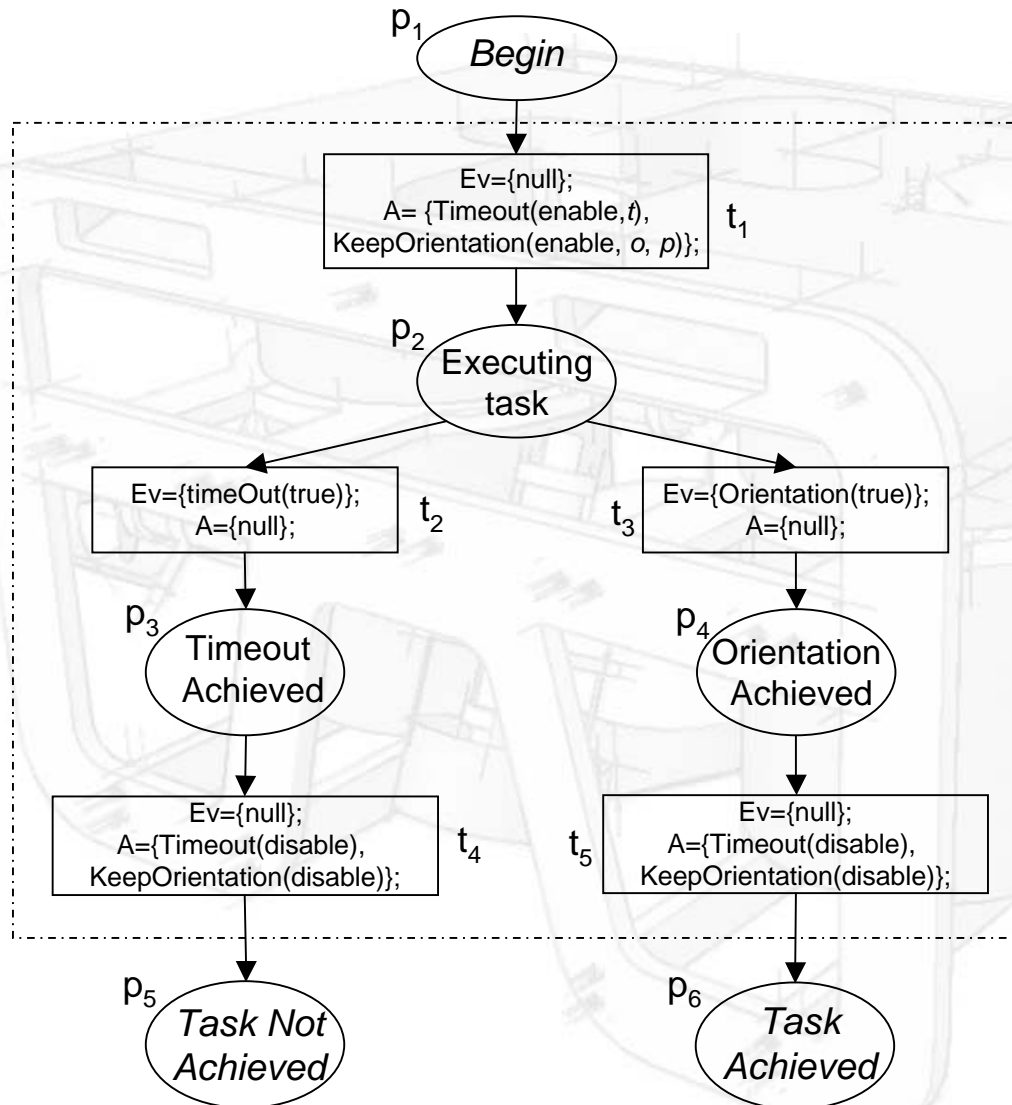 p1
Begin
Ev={null};
A= {Timeout(enable,t),
KeepOrientation(enable, o, p)};
t1
p2
Executing
task
Ev={timeOut(true)};
A={null};
t2
t3
Ev={Orientation(true)};
A={null};
p3
Timeout
Achieved
p4
Orientation
Achieved
Ev={null};
A={Timeout(disable),
KeepOrientation(disable)};
t4
t5
Ev={null};
A={Timeout(disable),
KeepOrientation(disable)};
p5
Task Not
Achieved
p6
Task
Achieved